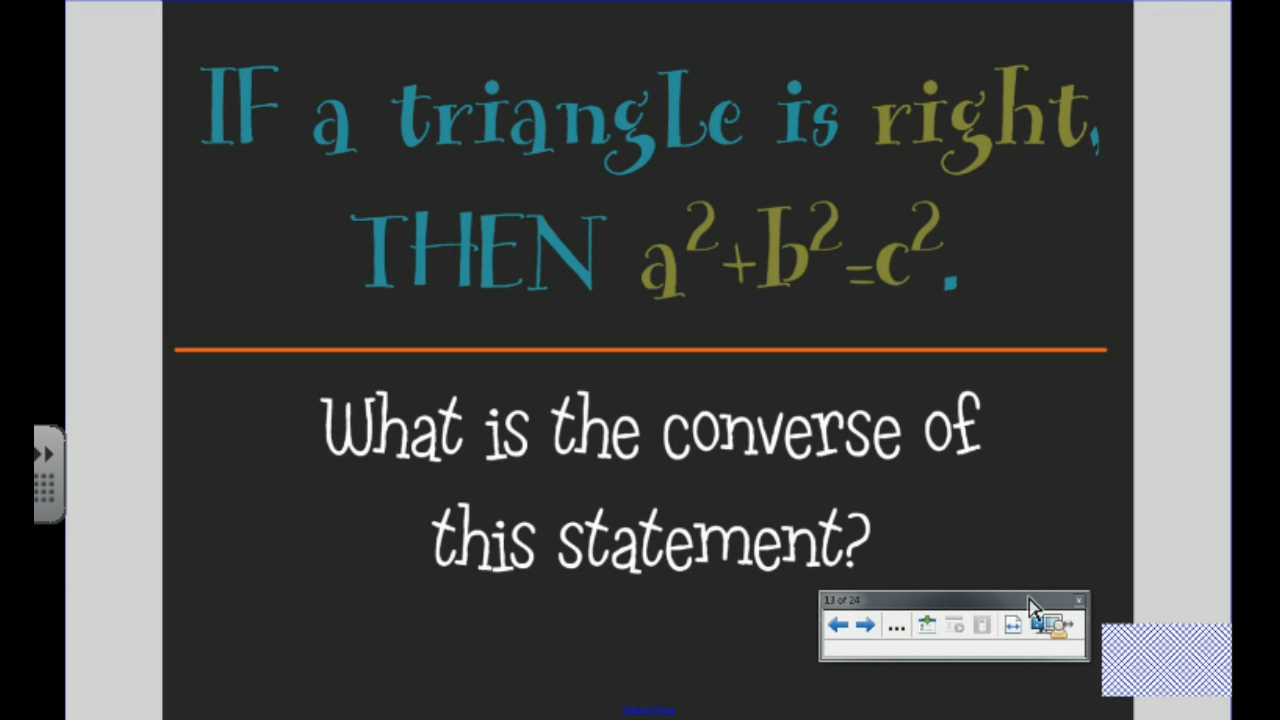 IF a triangle is right,
THEN a²+b²=c².
What is the converse of
this statement?
13 of 24